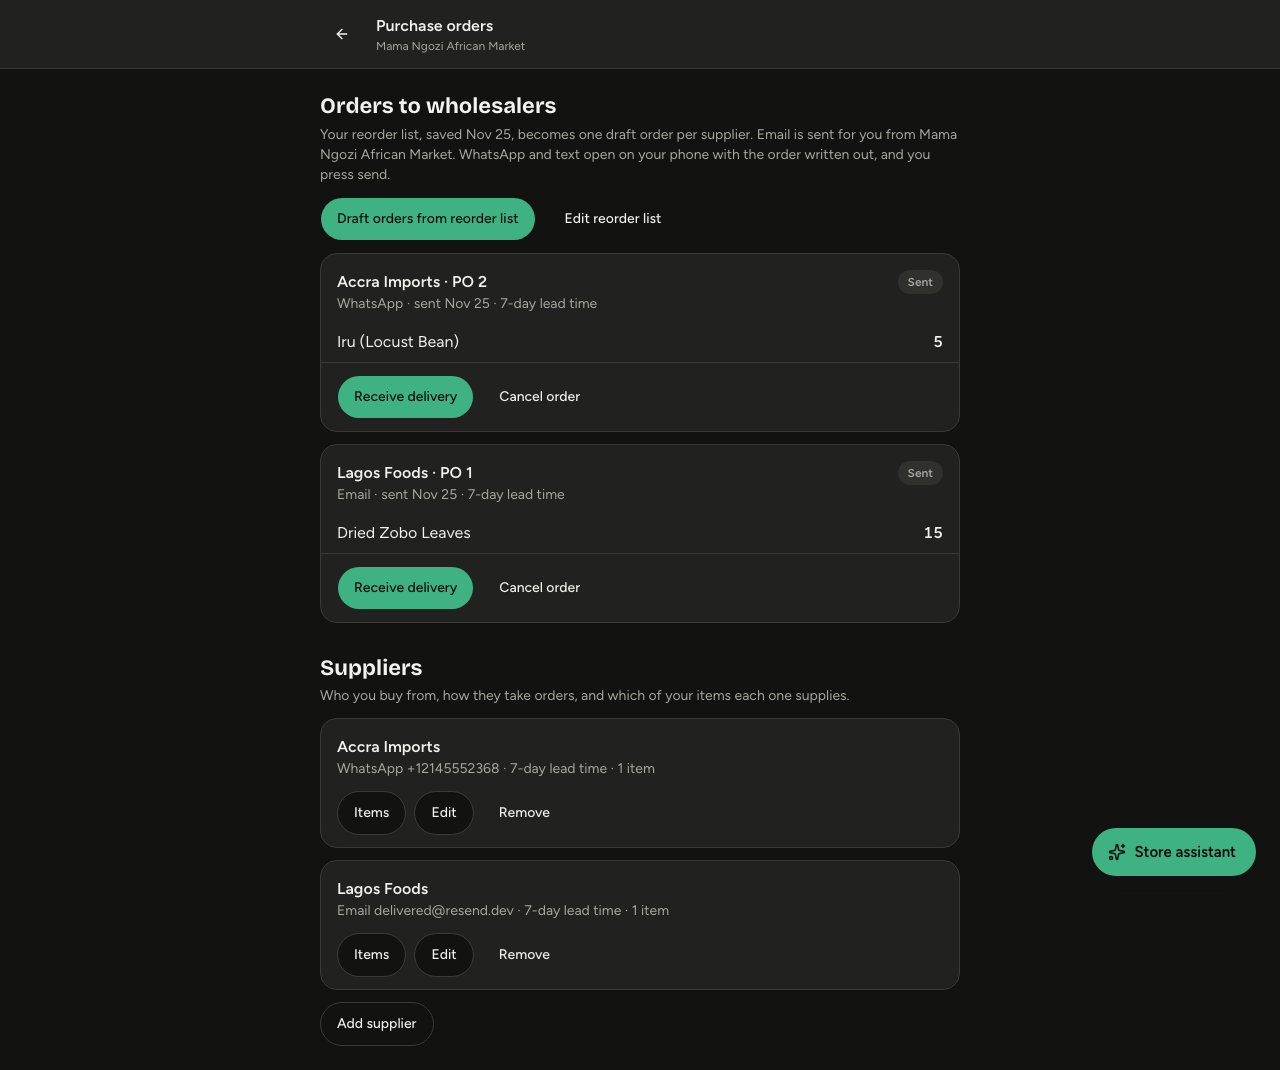 Purchase orders
Mama Ngozi African Market
Orders to wholesalers
Your reorder list, saved Nov 25, becomes one draft order per supplier. Email is sent for you from Mama
Ngozi African Market. WhatsApp and text open on your phone with the order written out, and you
press send.
Draft orders from reorder list
Edit reorder list
Accra Imports · PO 2
Sent
WhatsApp · sent Nov 25 · 7-day lead time
Iru (Locust Bean)
5
Receive delivery
Cancel order
Lagos Foods · PO 1
Sent
Email · sent Nov 25 · 7-day lead time
Dried Zobo Leaves
15
Receive delivery
Cancel order
Suppliers
Who you buy from, how they take orders, and which of your items each one supplies.
Accra Imports
WhatsApp +12145552368 · 7-day lead time · 1 item
Items
Edit
Remove
Store assistant
Lagos Foods
Email delivered@resend.dev · 7-day lead time · 1 item
Items
Edit
Remove
Add supplier